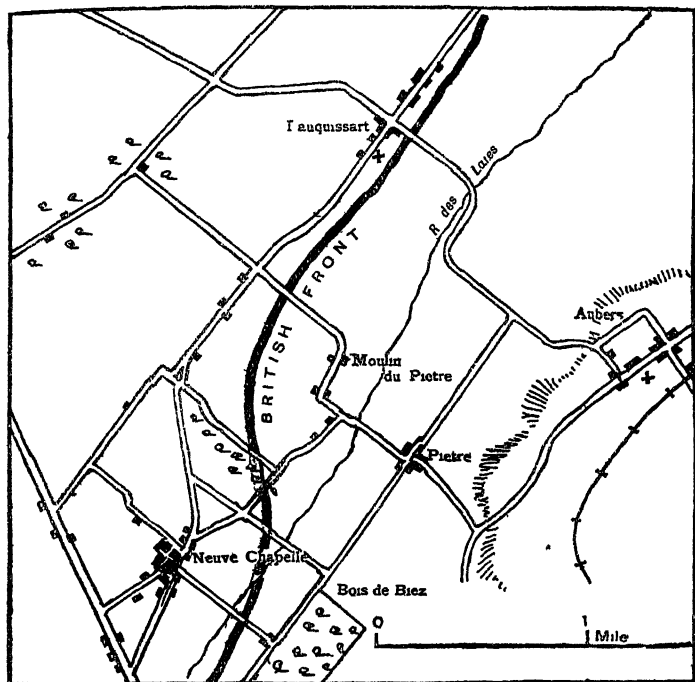 Fauquissart
R des Laies
Aubers
BRITISH FRONT
Moulin
du Pietre
Pietre
Neuve Chapelle
Bois de Biez
0
1
Mile